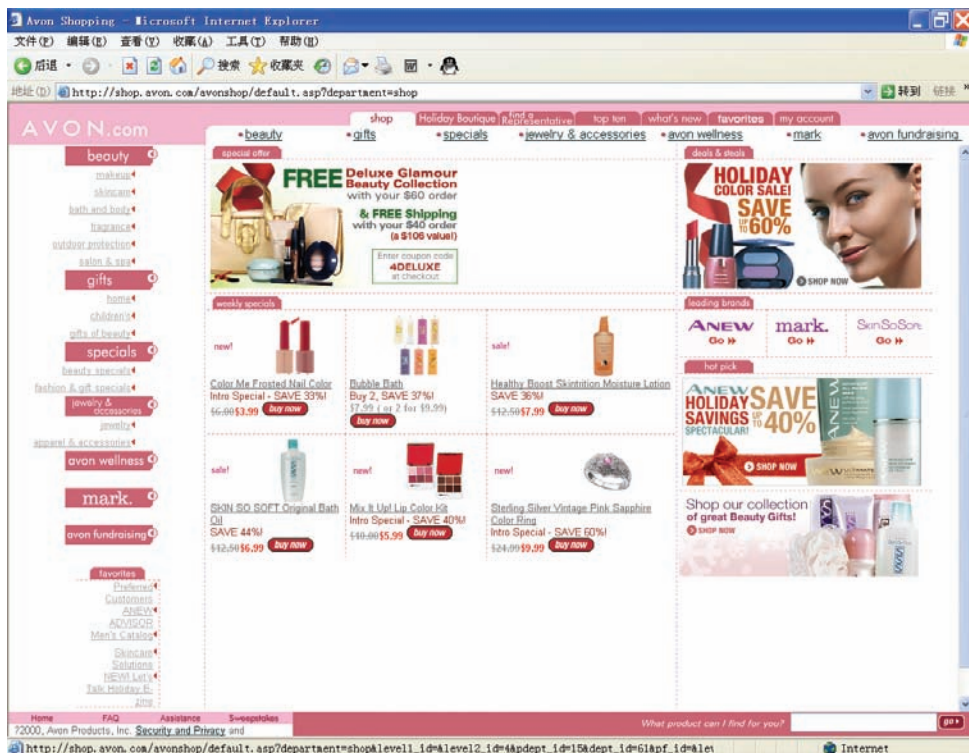 Avon Shopping - Microsoft Internet Explorer
文件(F) 编辑(E) 查看(V) 收藏(A) 工具(T) 帮助(H)
后退 搜索 收藏夹
地址(D) http://shop.avon.com/avonshop/default.asp?department=shop 转到 链接 »
AVON.com
shop Holiday Boutique find a Representative top ten what's new favorites my account
•beauty •gifts •specials •jewelry & accessories •avon wellness •mark •avon fundraising
beauty
makeup
skincare
bath and body
fragrance
outdoor protection
salon & spa
gifts
home
children's
gifts of beauty
specials
beauty specials
fashion & gift specials
jewelry & accessories
jewelry
apparel & accessories
avon wellness
mark.
avon fundraising
favorites
Preferred
Customers
ANEW
ADVISOR
Men's Catalog
Skincare
Solutions
NEW! Let's
Talk Holiday E-
zine
special offer
FREE Deluxe Glamour
Beauty Collection
with your $60 order
& FREE Shipping
with your $40 order
(a $106 value!)
Enter coupon code
4DELUXE
at checkout
weekly specials
new!
Color Me Frosted Nail Color
Intro Special - SAVE 33%!
$6.00 $3.99 buy now
Bubble Bath
Buy 2, SAVE 37%!
$7.99 ( or 2 for $9.99)
buy now
sale!
Healthy Boost Skintrition Moisture Lotion
SAVE 36%!
$12.50 $7.99 buy now
sale!
SKIN SO SOFT Original Bath
Oil
SAVE 44%!
$12.50 $6.99 buy now
new!
Mix It Up! Lip Color Kit
Intro Special - SAVE 40%!
$10.00 $5.99 buy now
new!
Sterling Silver Vintage Pink Sapphire
Color Ring
Intro Special - SAVE 60%!
$24.99 $9.99 buy now
deals & steals
HOLIDAY
COLOR SALE!
SAVE
UP TO 60%
SHOP NOW
leading brands
ANEW mark. SkinSoSoft
Go Go Go
hot pick
ANEW
HOLIDAY SAVE
SAVINGS UP TO 40%
SPECTACULAR!
SHOP NOW
ANEW
ANEW
Shop our collection
of great Beauty Gifts!
SHOP NOW
Home FAQ Assistance Sweepstakes
?2000, Avon Products, Inc. Security and Privacy and
What product can I find for you? go
http://shop.avon.com/avonshop/default.asp?department=shop&level1_id=&level2_id=4&pdept_id=15&dept_id=61&pf_id=&le Internet